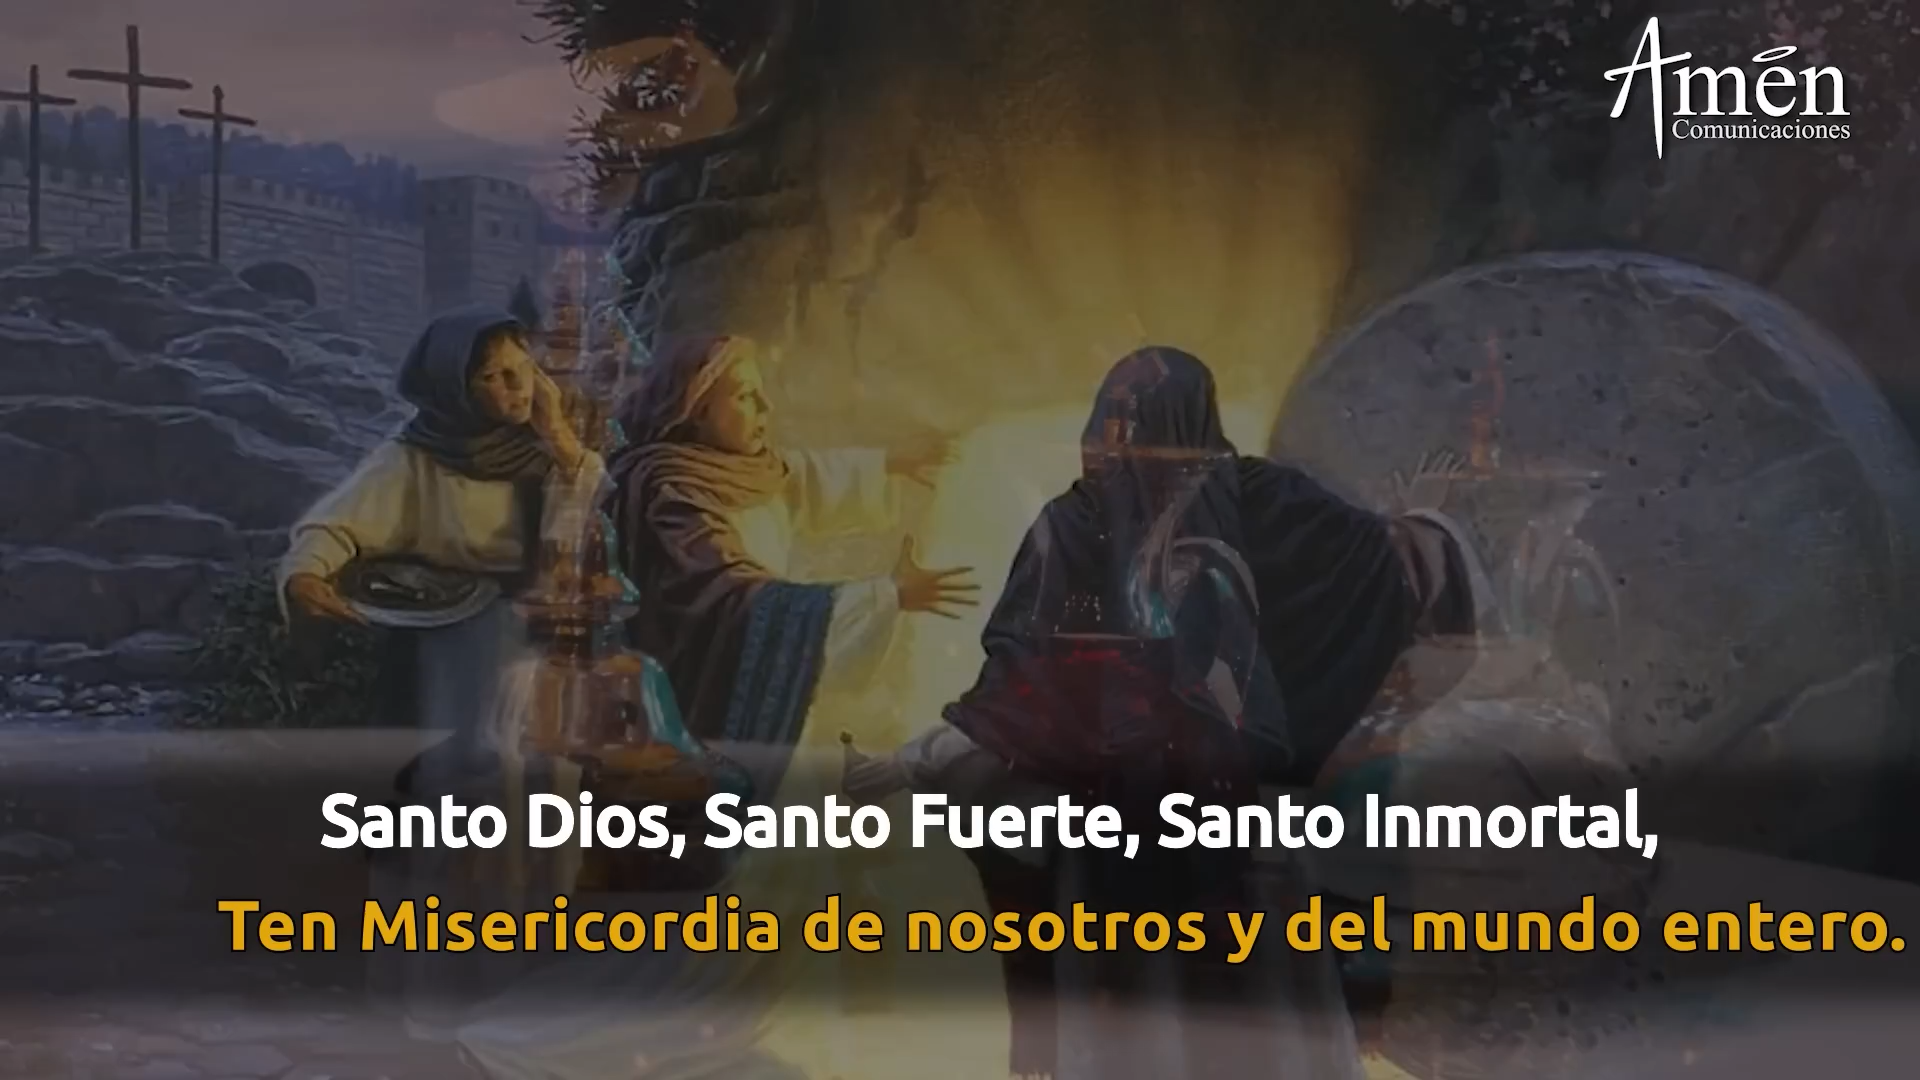 Amén
Comunicaciones
Santo Dios, Santo Fuerte, Santo Inmortal,
Ten Misericordia de nosotros y del mundo entero.